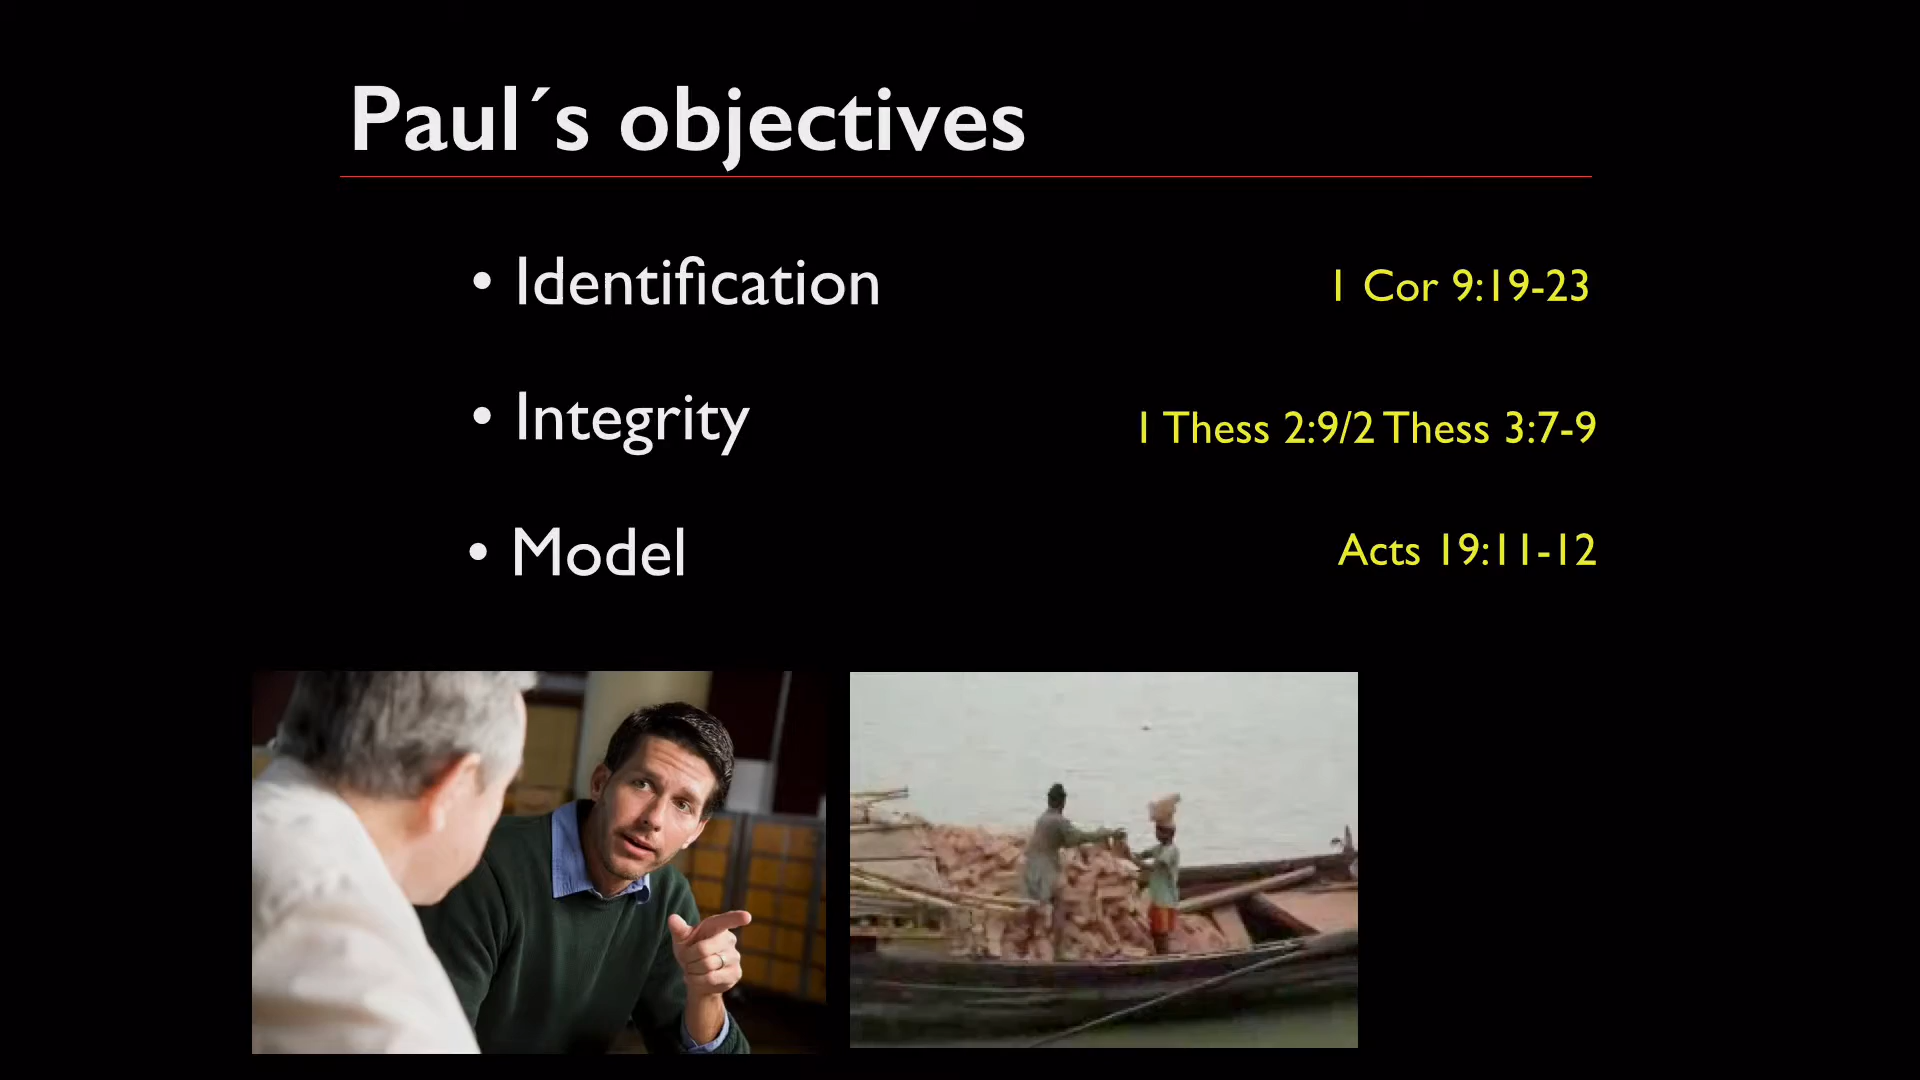 Paul´s objectives
• Identification 1 Cor 9:19-23
• Integrity 1 Thess 2:9/2 Thess 3:7-9
• Model Acts 19:11-12